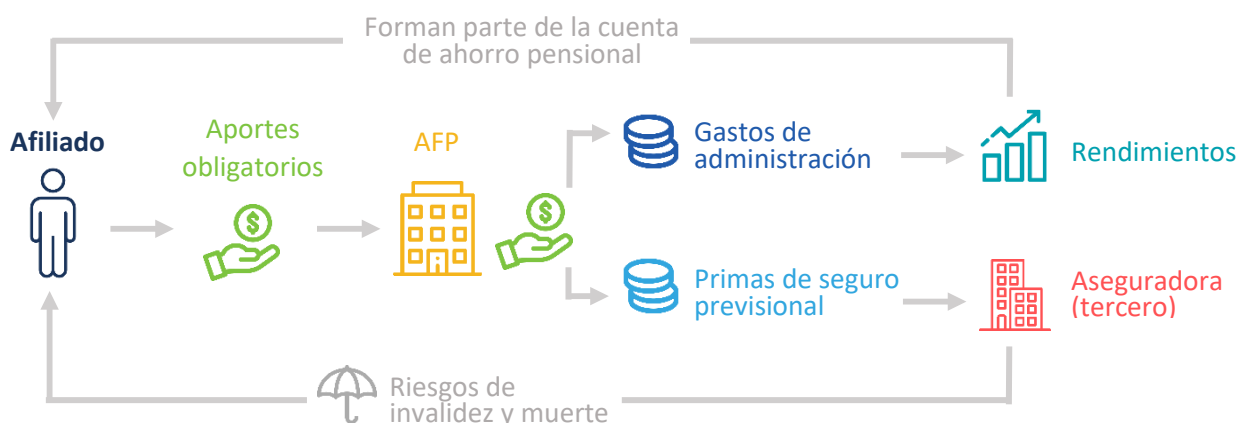 Forman parte de la cuenta
de ahorro pensional
Afiliado
Aportes
obligatorios
$
AFP
$
Gastos de
administración
Rendimientos
Primas de seguro
previsional
Aseguradora
(tercero)
Riesgos de
invalidez y muerte